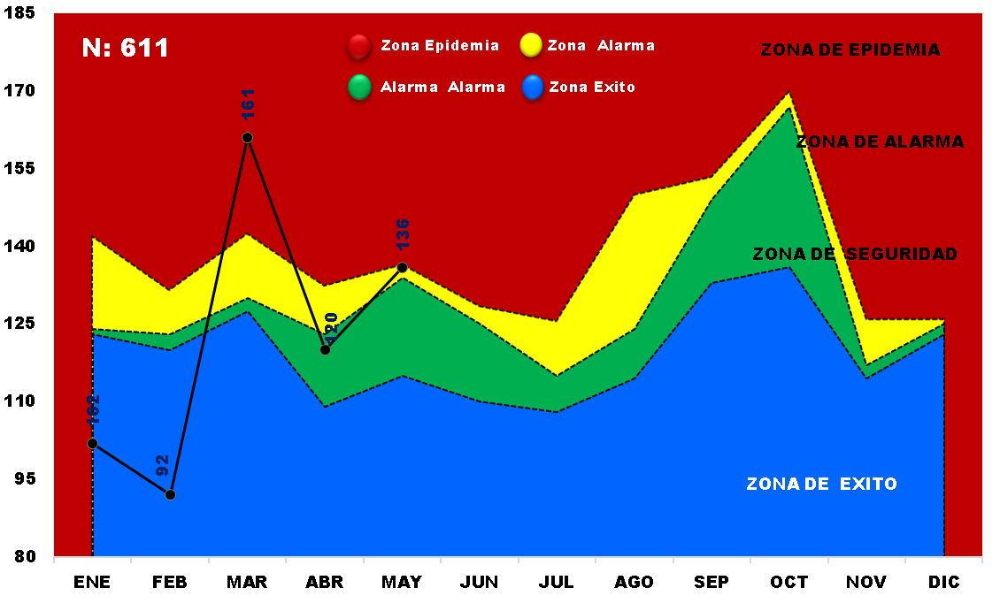 185
N: 611
Zona Epidemia
Zona Alarma
ZONA DE EPIDEMIA
Alarma Alarma
Zona Exito
170
161
ZONA DE ALARMA
155
140
136
ZONA DE SEGURIDAD
125
120
110
102
95
92
ZONA DE EXITO
80
ENE FEB MAR ABR MAY JUN JUL AGO SEP OCT NOV DIC